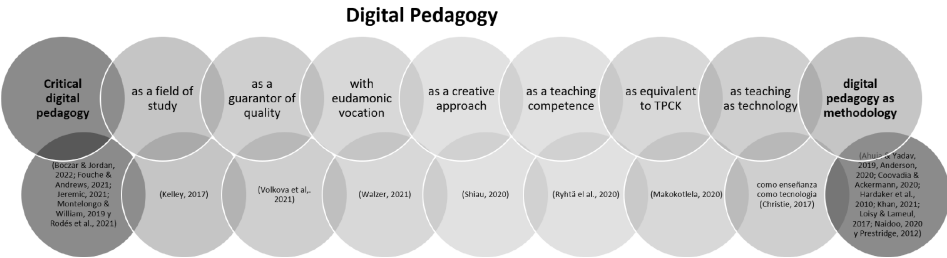 Digital Pedagogy
Critical
digital
pedagogy
as a field of
study
as a
guarantor of
quality
with
eudamonic
vocation
as a creative
approach
as a teaching
competence
as equivalent
to TPCK
as teaching
as technology
digital
pedagogy as
methodology
(Boczar & Jordan,
2022; Fouche &
Andrews, 2021;
Jeremic, 2021;
Montelongo &
William, 2019 y
Rodés et al., 2021)
(Kelley, 2017)
(Volkova et al,.
2021)
(Walzer, 2021)
(Shiau, 2020)
(Ryhtä el al., 2020)
(Makokotlela, 2020)
como enseñanza
como tecnología
(Christie, 2017)
(Ahuja & Yadav,
2019, Anderson,
2020; Coovadia &
Ackermann, 2020;
Hardaker et al.,
2010; Khan, 2021;
Loisy & Lameul,
2017; Naidoo, 2020
y Prestridge, 2012)